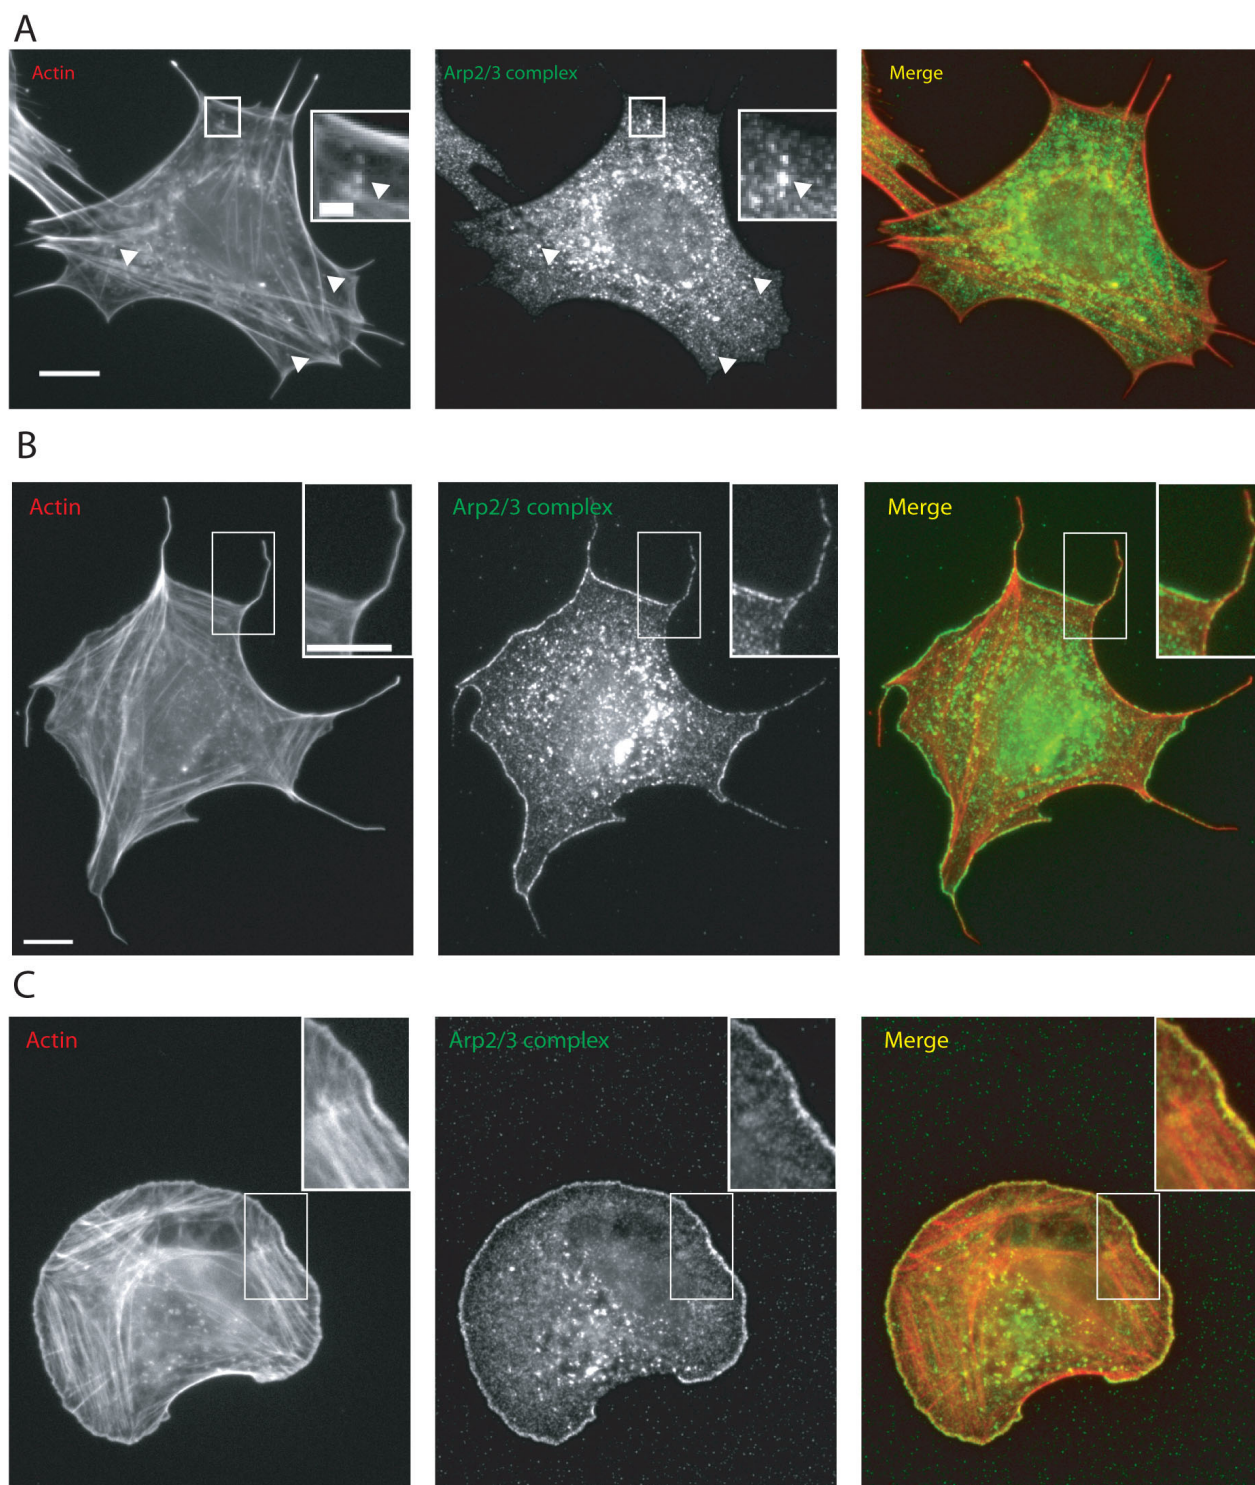 A
Actin
Arp2/3 complex
Merge
B
Actin
Arp2/3 complex
Merge
C
Actin
Arp2/3 complex
Merge